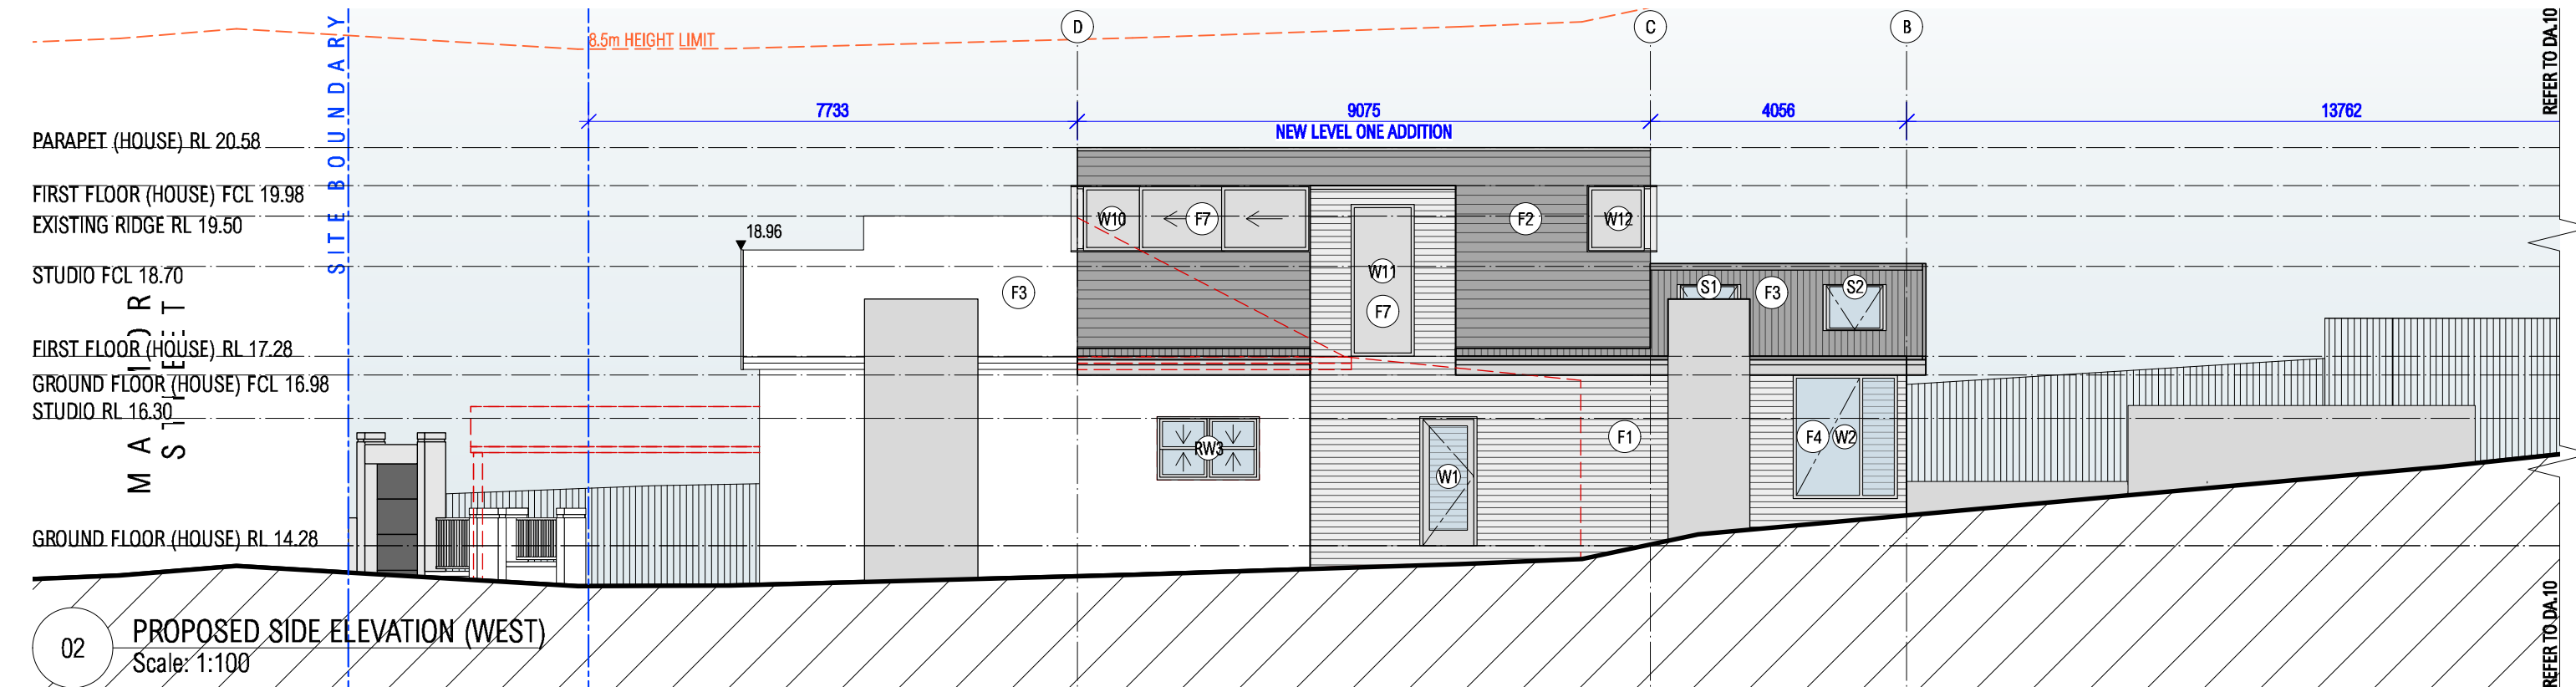 8.5m HEIGHT LIMIT
SITE BOUNDARY
D
C
B
REFER TO DA.10
7733
9075
4056
13762
NEW LEVEL ONE ADDITION
PARAPET (HOUSE) RL 20.58
FIRST FLOOR (HOUSE) FCL 19.98
EXISTING RIDGE RL 19.50
STUDIO FCL 18.70
FIRST FLOOR (HOUSE) RL 17.28
GROUND FLOOR (HOUSE) FCL 16.98
STUDIO RL 16.30
GROUND FLOOR (HOUSE) RL 14.28
STREET
18.96
W10
F7
F2
W12
W11
F7
F3
S1
F3
S2
RW3
W1
F1
F4
W2
02
PROPOSED SIDE ELEVATION (WEST)
Scale: 1:100
REFER TO DA.10